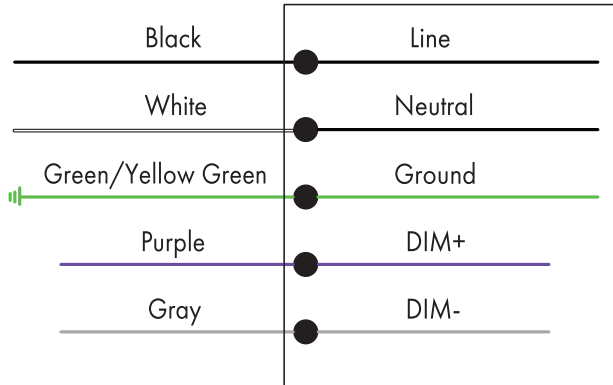 Black Line
White Neutral
Green/Yellow Green Ground
Purple DIM+
Gray DIM-